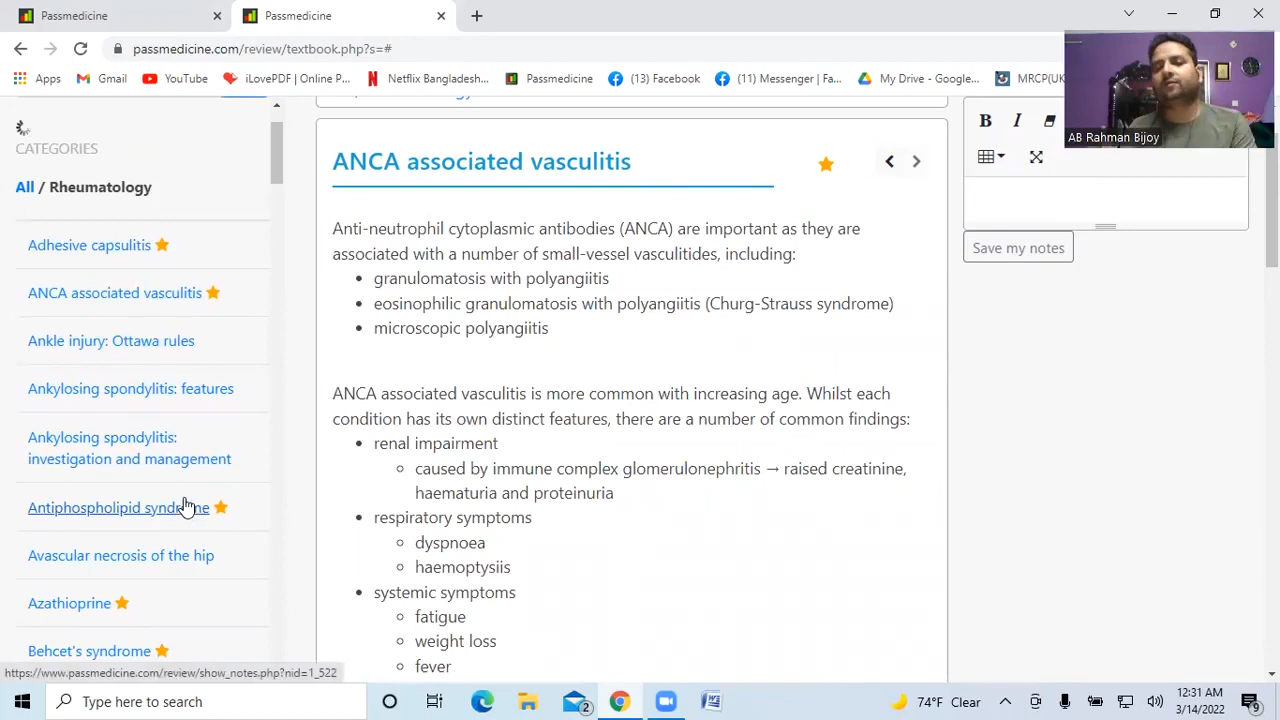 Passmedicine
Passmedicine
passmedicine.com/review/textbook.php?s=#
Apps
Gmail
YouTube
iLovePDF | Online P...
Netflix Bangladesh...
Passmedicine
(13) Facebook
(11) Messenger | Fa...
My Drive - Google...
MRCP(UK
AB Rahman Bijoy
CATEGORIES
All / Rheumatology
Adhesive capsulitis
ANCA associated vasculitis
Ankle injury: Ottawa rules
Ankylosing spondylitis: features
Ankylosing spondylitis:
investigation and management
Antiphospholipid syndrome
Avascular necrosis of the hip
Azathioprine
Behcet's syndrome
https://www.passmedicine.com/review/show_notes.php?nid=1_522
ANCA associated vasculitis
Anti-neutrophil cytoplasmic antibodies (ANCA) are important as they are
associated with a number of small-vessel vasculitides, including:
granulomatosis with polyangiitis
eosinophilic granulomatosis with polyangiitis (Churg-Strauss syndrome)
microscopic polyangiitis
ANCA associated vasculitis is more common with increasing age. Whilst each
condition has its own distinct features, there are a number of common findings:
renal impairment
caused by immune complex glomerulonephritis → raised creatinine,
haematuria and proteinuria
respiratory symptoms
dyspnoea
haemoptysiis
systemic symptoms
fatigue
weight loss
fever
B I
Save my notes
Type here to search
2
74°F Clear
12:31 AM
3/14/2022
9